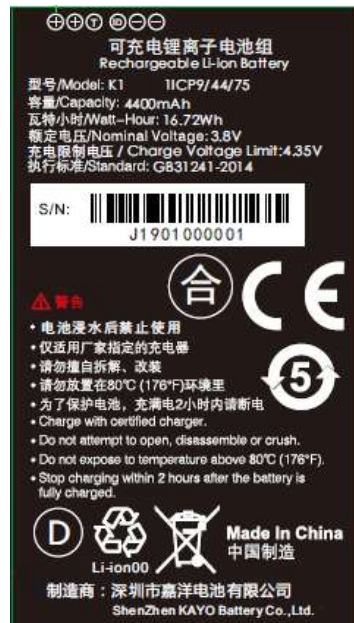 ⊕⊕Ⓣ ID⊖⊖
可充电锂离子电池组
Rechargeable Li-ion Battery
型号/Model: K1 1ICP9/44/75
容量/Capacity: 4400mAh
瓦特小时/Watt-Hour: 16.72Wh
额定电压/Nominal Voltage: 3.8V
充电限制电压 / Charge Voltage Limit:4.35V
执行标准/Standard: GB31241-2014
S/N:
J1901000001
合 CE
警告
• 电池浸水后禁止使用
• 仅适用厂家指定的充电器
• 请勿擅自拆解、改装
• 请勿放置在80℃ (176°F)环境里
• 为了保护电池，充满电2小时内请断电
5
• Charge with certified charger.
• Do not attempt to open, disassemble or crush.
• Do not expose to temperature above 80℃ (176°F).
• Stop charging within 2 hours after the battery is
fully charged.
D
Li-ion00
Made In China
中国制造
制造商：深圳市嘉洋电池有限公司
ShenZhen KAYO Battery Co.,Ltd.